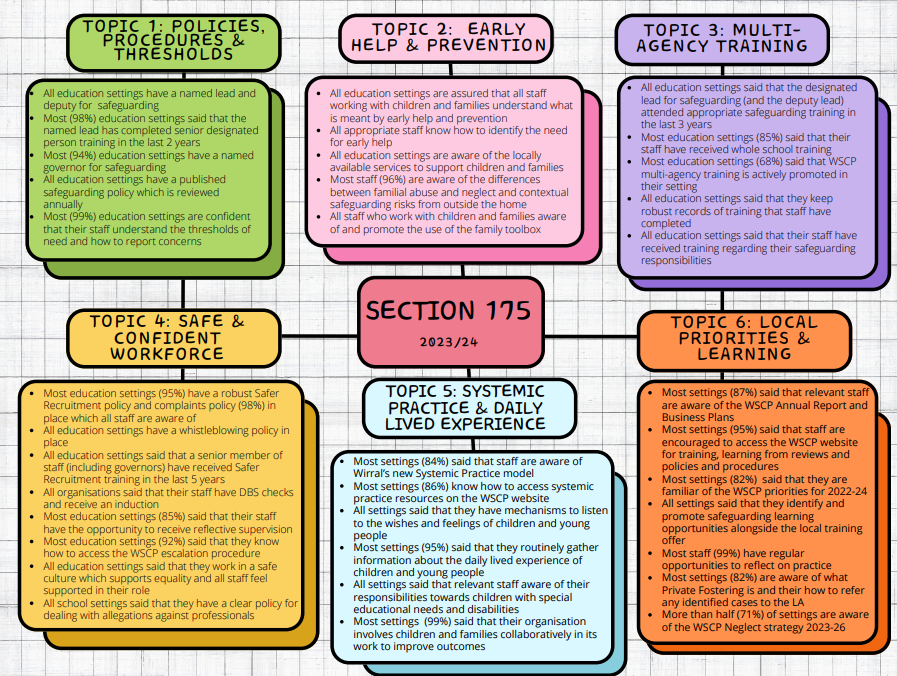 TOPIC 1: POLICIES,
PROCEDURES &
THRESHOLDS
• All education settings have a named lead and
deputy for safeguarding
• Most (98%) education settings said that the
named lead has completed senior designated
person training in the last 2 years
• Most (94%) education settings have a named
governor for safeguarding
• All education settings have a published
safeguarding policy which is reviewed
annually
• Most (99%) education settings are confident
that their staff understand the thresholds of
need and how to report concerns
TOPIC 2: EARLY
HELP & PREVENTION
• All education settings are assured that all staff
working with children and families understand what
is meant by early help and prevention
• All appropriate staff know how to identify the need
for early help
• All education settings are aware of the locally
available services to support children and families
• Most staff (96%) are aware of the differences
between familial abuse and neglect and contextual
safeguarding risks from outside the home
• All staff who work with children and families aware
of and promote the use of the family toolbox
TOPIC 3: MULTI-
AGENCY TRAINING
• All education settings said that the designated
lead for safeguarding (and the deputy lead)
attended appropriate safeguarding training in
the last 3 years
• Most education settings (85%) said that their
staff have received whole school training
• Most education settings (68%) said that WSCP
multi-agency training is actively promoted in
their setting
• All education settings said that they keep
robust records of training that staff have
completed
• All education settings said that their staff have
received training regarding their safeguarding
responsibilities
SECTION 175
2023/24
TOPIC 4: SAFE &
CONFIDENT
WORKFORCE
• Most education settings (95%) have a robust Safer
Recruitment policy and complaints policy (98%) in
place which all staff are aware of
• All education settings have a whistleblowing policy in
place
• All education settings said that a senior member of
staff (including governors) have received Safer
Recruitment training in the last 5 years
• All organisations said that their staff have DBS checks
and receive an induction
• Most education settings (85%) said that their staff
have the opportunity to receive reflective supervision
• Most education settings (92%) said that they know
how to access the WSCP escalation procedure
• All education settings said that they work in a safe
culture which supports equality and all staff feel
supported in their role
• All school settings said that they have a clear policy for
dealing with allegations against professionals
TOPIC 5: SYSTEMIC
PRACTICE & DAILY
LIVED EXPERIENCE
• Most settings (84%) said that staff are aware of
Wirral's new Systemic Practice model
• Most settings (86%) know how to access systemic
practice resources on the WSCP website
• All settings said that they have mechanisms to listen
to the wishes and feelings of children and young
people
• Most settings (95%) said that they routinely gather
information about the daily lived experience of
children and young people
• All settings said that relevant staff aware of their
responsibilities towards children with special
educational needs and disabilities
• Most settings (99%) said that their organisation
involves children and families collaboratively in its
work to improve outcomes
TOPIC 6: LOCAL
PRIORITIES &
LEARNING
• Most settings (87%) said that relevant staff
are aware of the WSCP Annual Report and
Business Plans
• Most settings (95%) said that staff are
encouraged to access the WSCP website
for training, learning from reviews and
policies and procedures
• Most settings (82%) said that they are
familiar of the WSCP priorities for 2022-24
• All settings said that they identify and
promote safeguarding learning
opportunities alongside the local training
offer
• Most staff (99%) have regular
opportunities to reflect on practice
• Most settings (82%) are aware of what
Private Fostering is and their how to refer
any identified cases to the LA
• More than half (71%) of settings are aware
of the WSCP Neglect strategy 2023-26